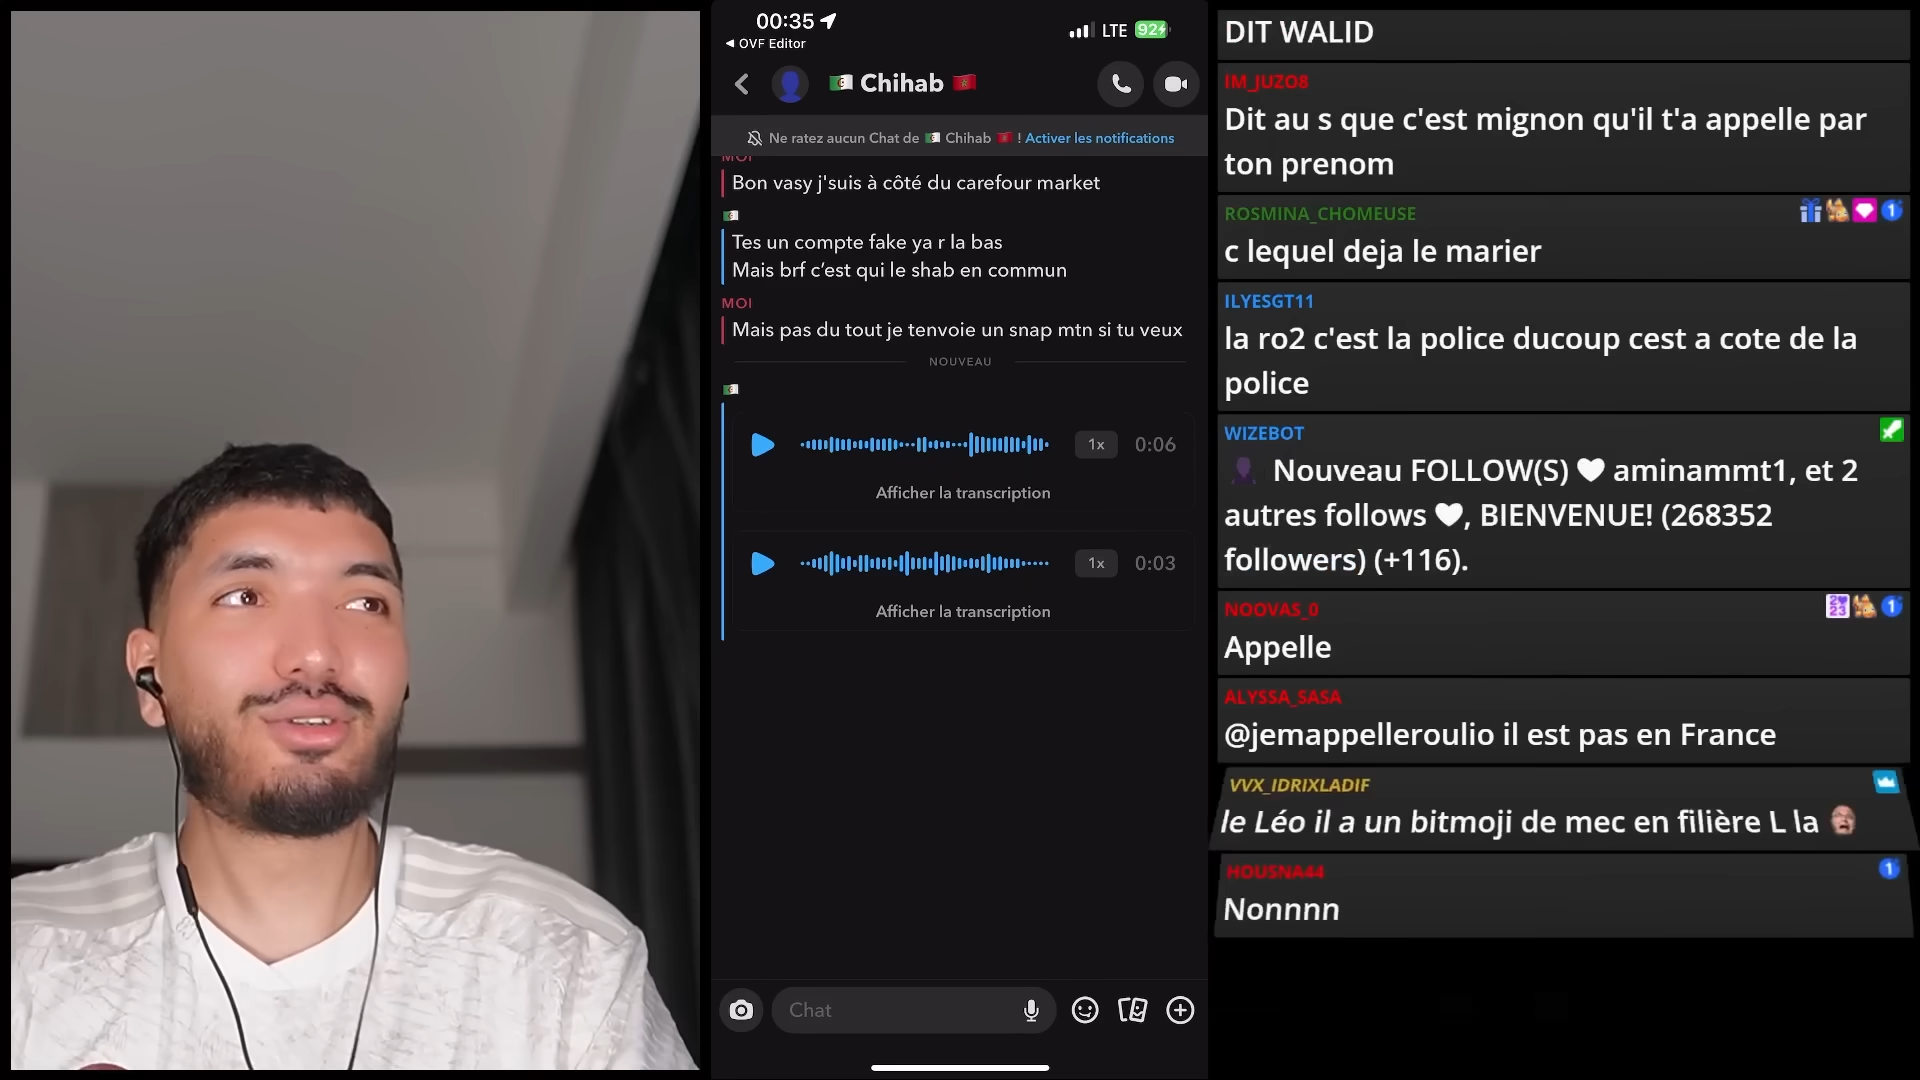 00:35
LTE
92
OVF Editor
🇩🇿 Chihab 🇲🇦
Ne ratez aucun Chat de 🇩🇿 Chihab 🇲🇦 ! Activer les notifications
MOI
Bon vasy j'suis à côté du carefour market
Tes un compte fake ya r la bas
Mais brf c’est qui le shab en commun
MOI
Mais pas du tout je tenvoie un snap mtn si tu veux
NOUVEAU
1x
0:06
Afficher la transcription
1x
0:03
Afficher la transcription
Chat
DIT WALID
IM_JUZO8
Dit au s que c'est mignon qu'il t'a appelle par
ton prenom
ROSMINA_CHOMEUSE
1
c lequel deja le marier
ILYESGT11
la ro2 c'est la police ducoup cest a cote de la
police
WIZEBOT
Nouveau FOLLOW(S) 🤍 aminammt1, et 2
autres follows 🤍, BIENVENUE! (268352
followers) (+116).
NOOVAS_0
2023
1
Appelle
ALYSSA_SASA
@jemappelleroulio il est pas en France
VVX_IDRIXLADIF
le Léo il a un bitmoji de mec en filière L la
HOUSNA44
1
Nonnnn